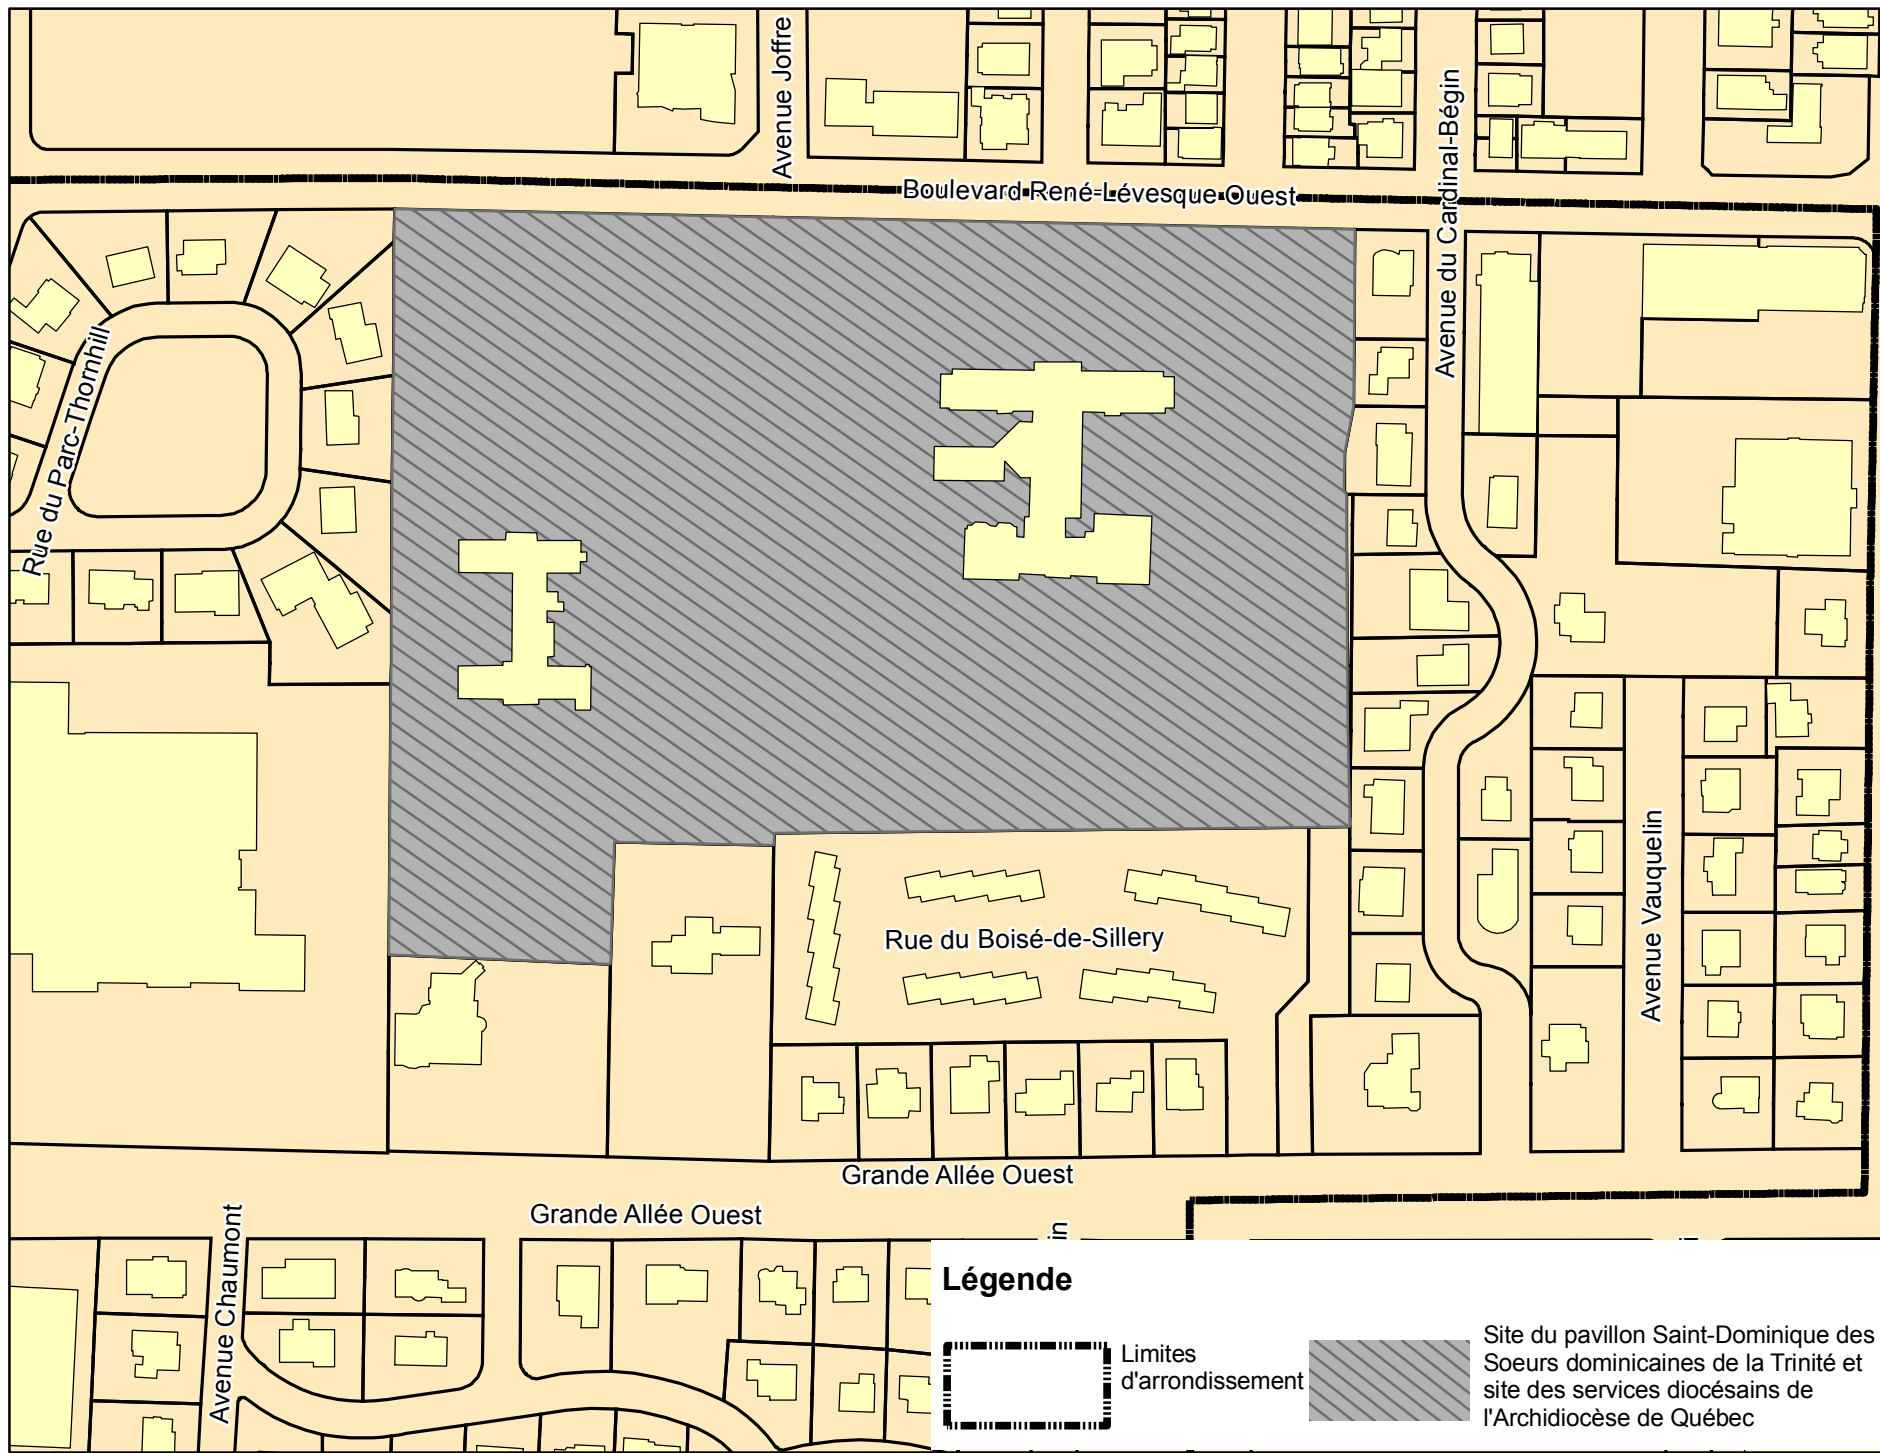 Avenue Joffre
Boulevard René-Lévesque Ouest
Avenue du Cardinal-Bégin
Rue du Parc-Thornhill
Avenue Vauquelin
Rue du Boisé-de-Sillery
Grande Allée Ouest
Grande Allée Ouest
Avenue Chaumont
in
Légende
Limites
d'arrondissement
Site du pavillon Saint-Dominique des
Soeurs dominicaines de la Trinité et
site des services diocésains de
l'Archidiocèse de Québec